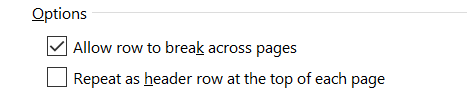 Options
Allow row to break across pages
Repeat as header row at the top of each page